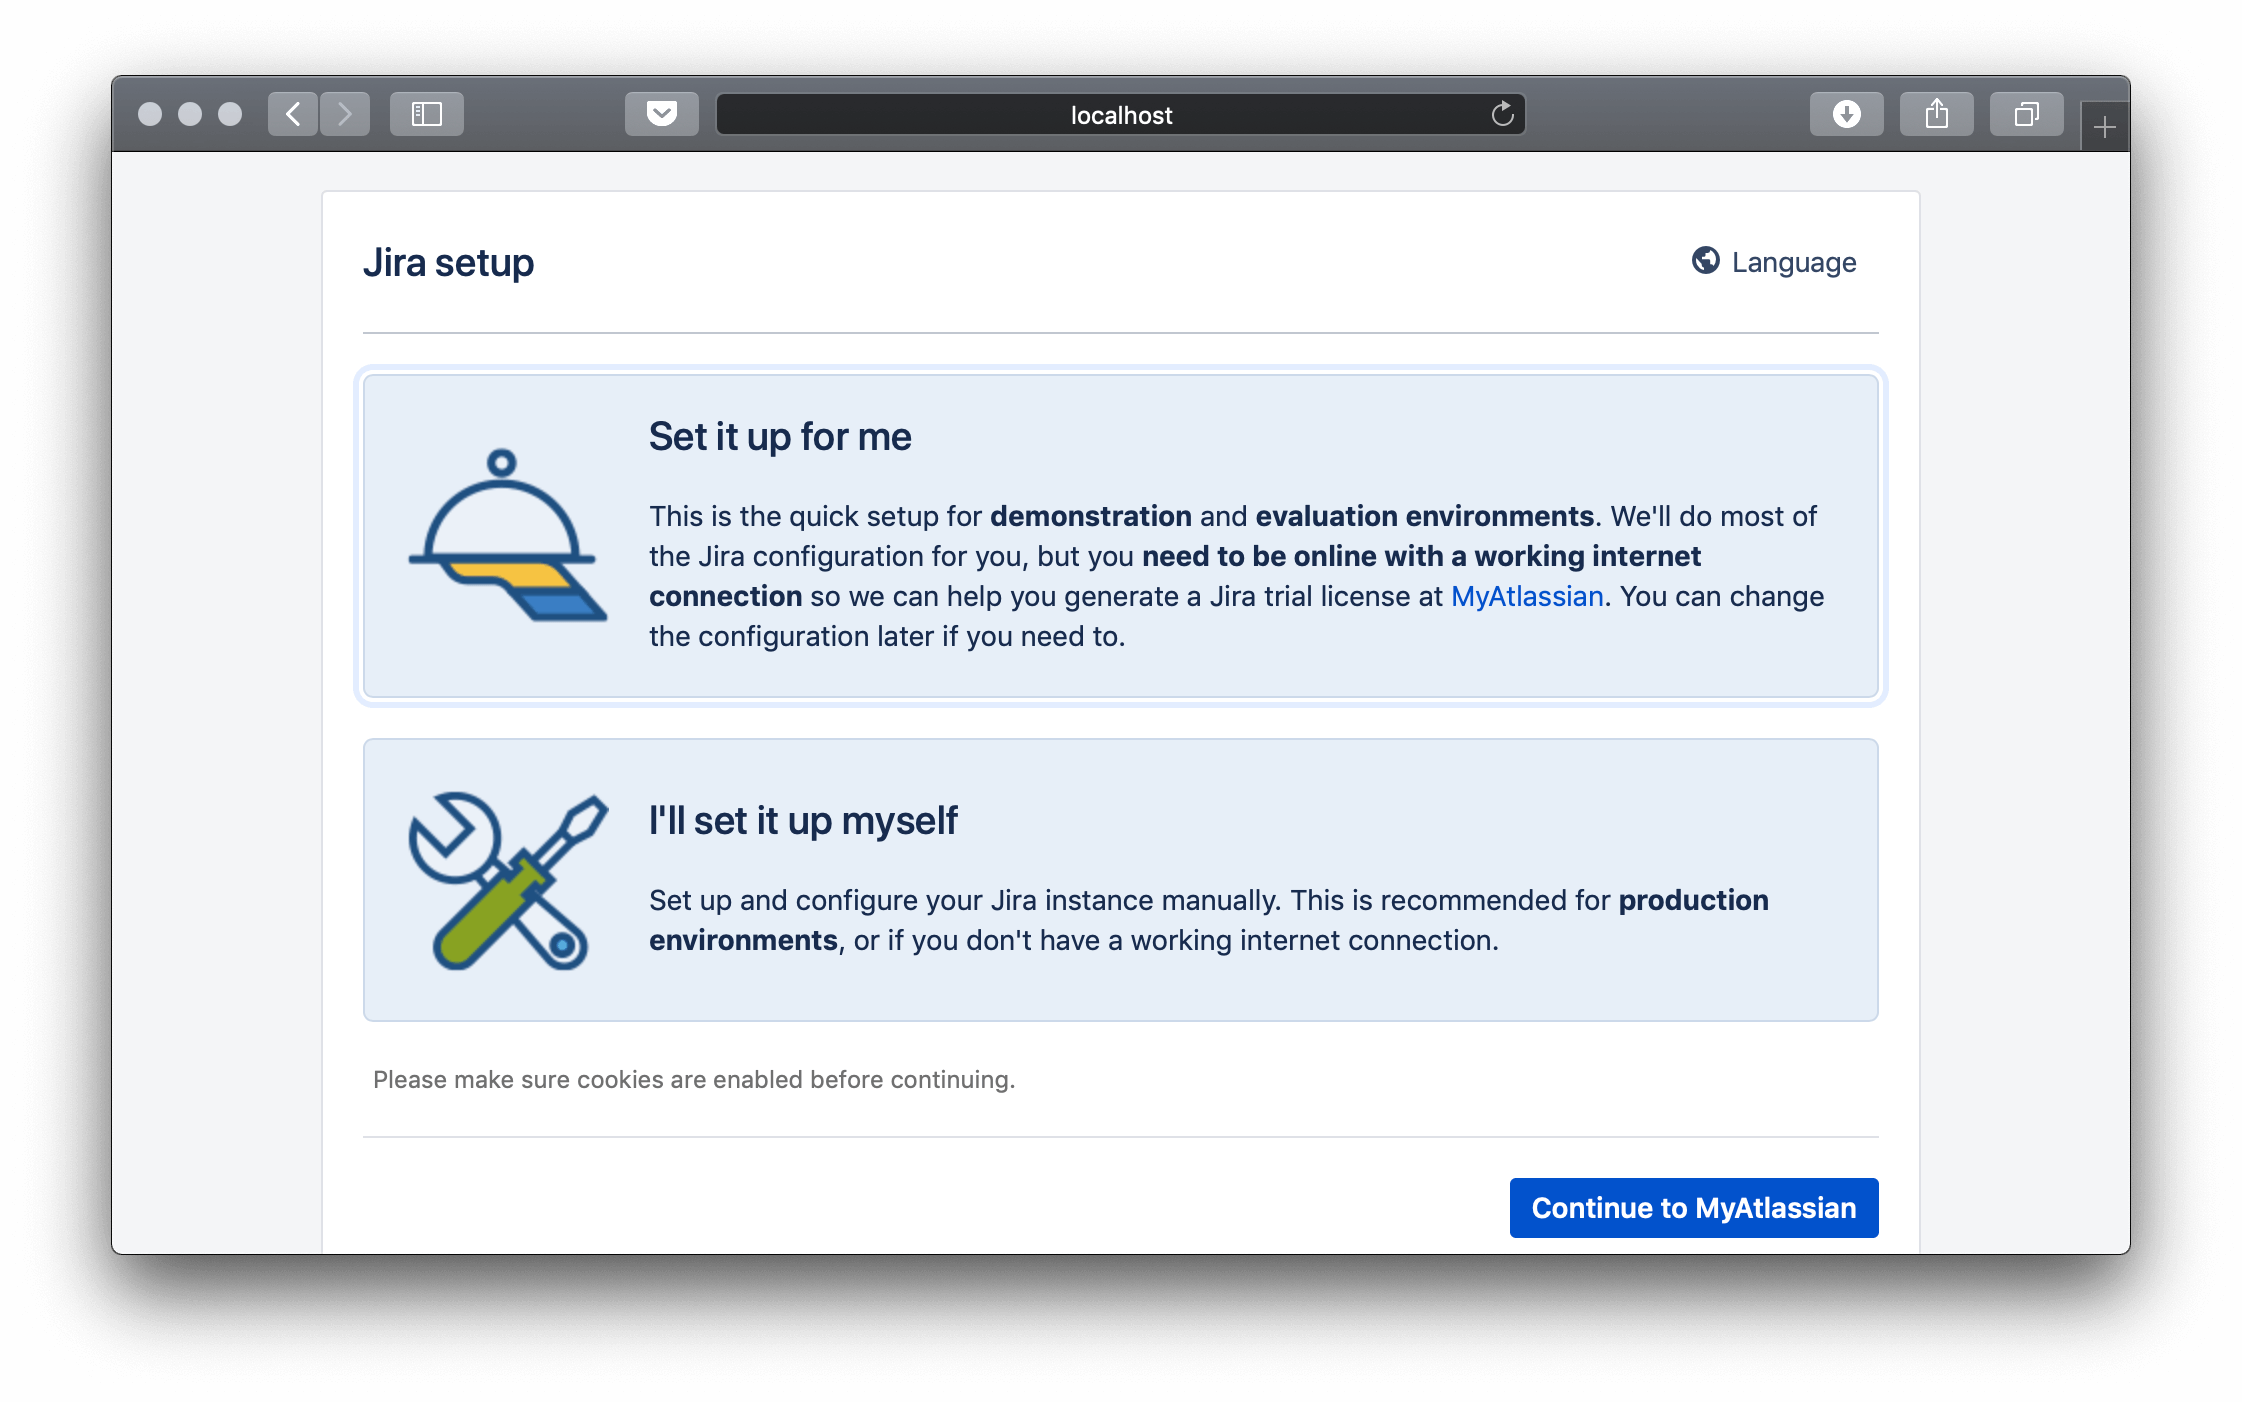 localhost
Jira setup
Language
Set it up for me
This is the quick setup for demonstration and evaluation environments. We'll do most of
the Jira configuration for you, but you need to be online with a working internet
connection so we can help you generate a Jira trial license at MyAtlassian. You can change
the configuration later if you need to.
I'll set it up myself
Set up and configure your Jira instance manually. This is recommended for production
environments, or if you don't have a working internet connection.
Please make sure cookies are enabled before continuing.
Continue to MyAtlassian